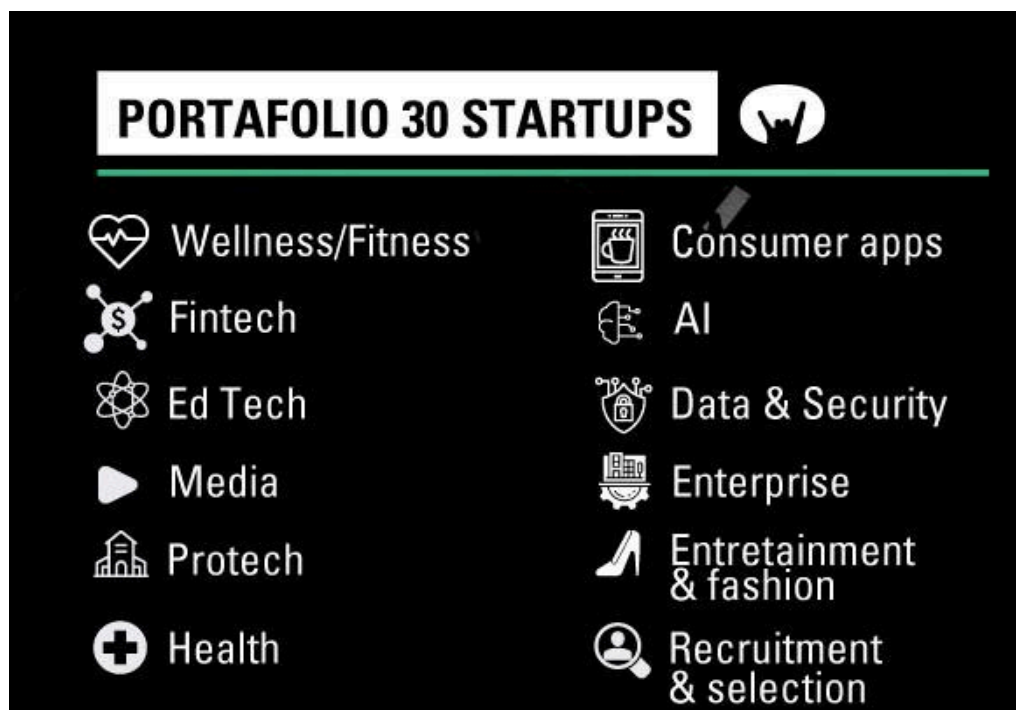 PORTAFOLIO 30 STARTUPS
Wellness/Fitness
Fintech
Ed Tech
Media
Protech
Health
Consumer apps
AI
Data & Security
Enterprise
Entretainment
& fashion
Recruitment
& selection